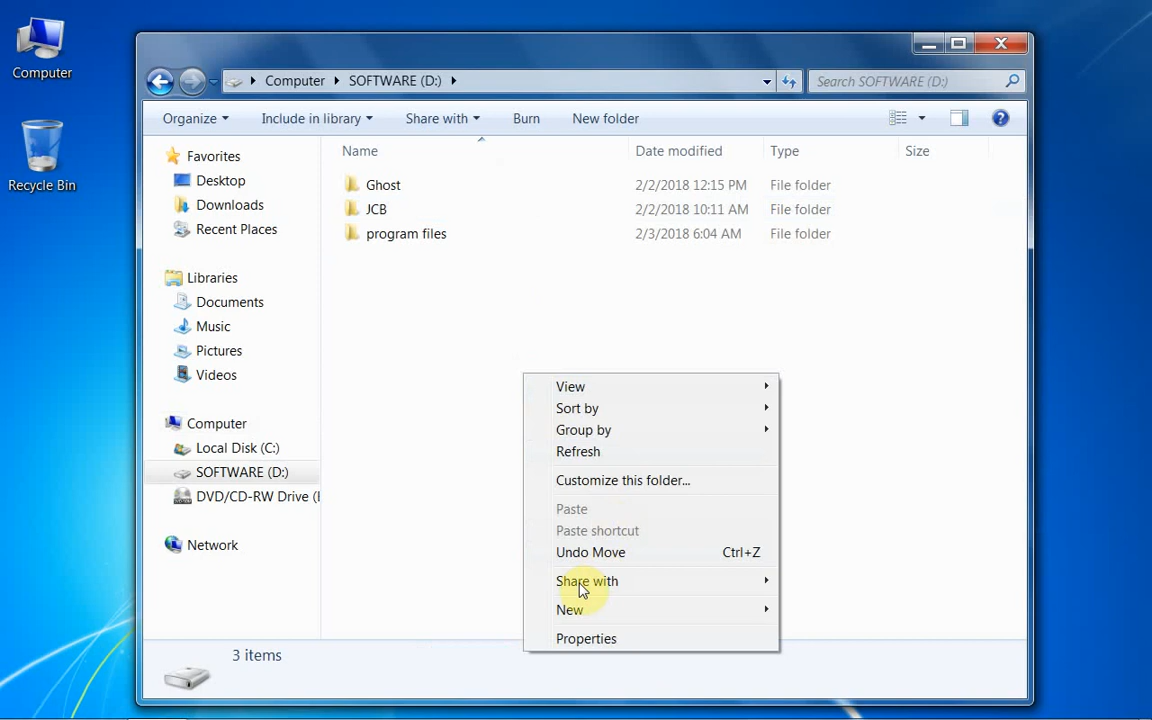 Computer
Recycle Bin
Computer SOFTWARE (D:)
Search SOFTWARE (D:)
Organize Include in library Share with Burn New folder
Favorites
Desktop
Downloads
Recent Places
Libraries
Documents
Music
Pictures
Videos
Computer
Local Disk (C:)
SOFTWARE (D:)
DVD/CD-RW Drive (
Network
Name Date modified Type Size
Ghost 2/2/2018 12:15 PM File folder
JCB 2/2/2018 10:11 AM File folder
program files 2/3/2018 6:04 AM File folder
View
Sort by
Group by
Refresh
Customize this folder...
Paste
Paste shortcut
Undo Move Ctrl+Z
Share with
New
Properties
3 items